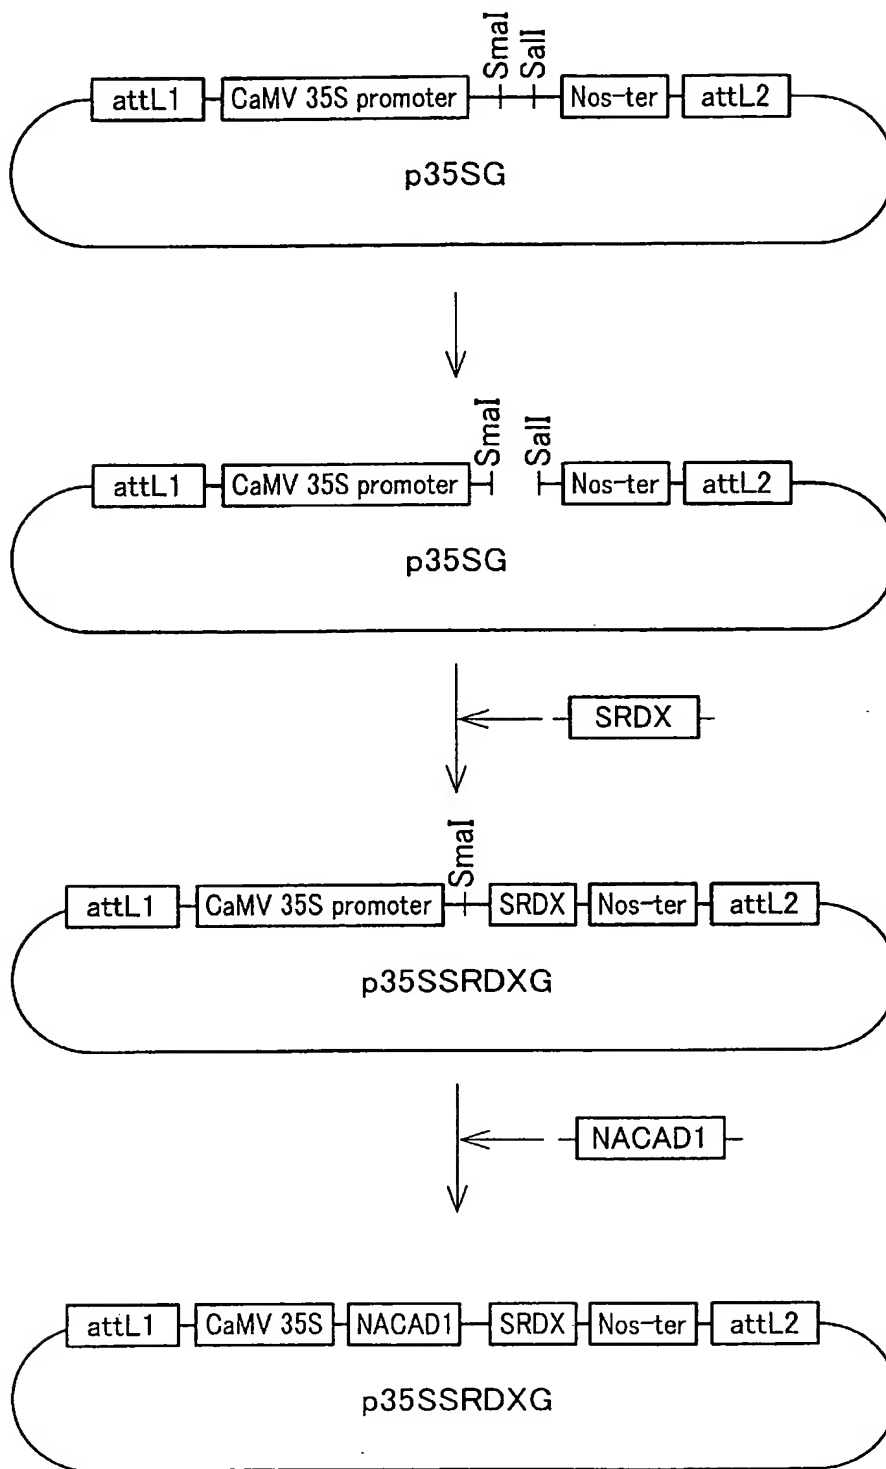 SmaI SalI
attL1 CaMV 35S promoter Nos-ter attL2
p35SG
SmaI SalI
attL1 CaMV 35S promoter Nos-ter attL2
p35SG
SRDX
SmaI
attL1 CaMV 35S promoter SRDX Nos-ter attL2
p35SSRDXG
NACAD1
attL1 CaMV 35S NACAD1 SRDX Nos-ter attL2
p35SSRDXG